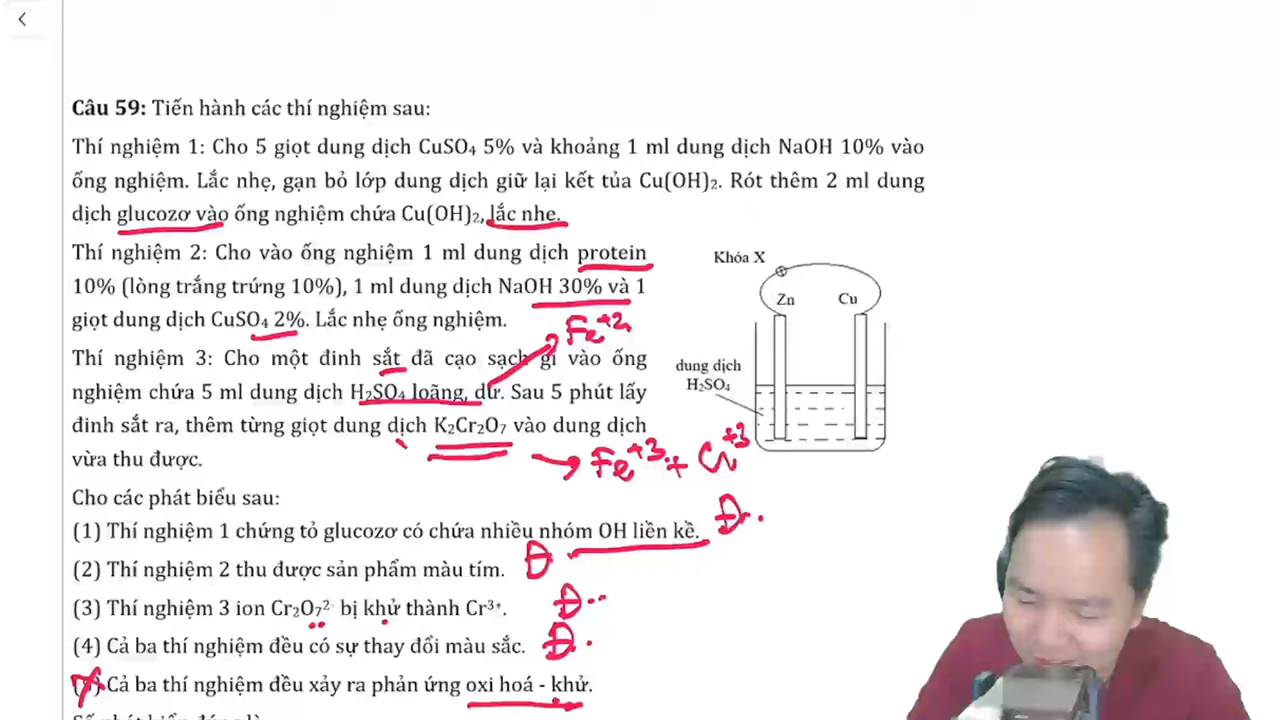 Câu 59: Tiến hành các thí nghiệm sau:
Thí nghiệm 1: Cho 5 giọt dung dịch CuSO₄ 5% và khoảng 1 ml dung dịch NaOH 10% vào
ống nghiệm. Lắc nhẹ, gạn bỏ lớp dung dịch giữ lại kết tủa Cu(OH)₂. Rót thêm 2 ml dung
dịch glucozơ vào ống nghiệm chứa Cu(OH)₂, lắc nhẹ.
Thí nghiệm 2: Cho vào ống nghiệm 1 ml dung dịch protein
10% (lòng trắng trứng 10%), 1 ml dung dịch NaOH 30% và 1
giọt dung dịch CuSO₄ 2%. Lắc nhẹ ống nghiệm.
Fe⁺²
Thí nghiệm 3: Cho một đinh sắt đã cạo sạch gỉ vào ống
nghiệm chứa 5 ml dung dịch H₂SO₄ loãng, dư. Sau 5 phút lấy
đinh sắt ra, thêm từng giọt dung dịch K₂Cr₂O₇ vào dung dịch
vừa thu được.
Fe⁺³ + Cr⁺³
Khóa X
Zn
Cu
dung dịch
H₂SO₄
Cho các phát biểu sau:
(1) Thí nghiệm 1 chứng tỏ glucozơ có chứa nhiều nhóm OH liền kề. Đ
(2) Thí nghiệm 2 thu được sản phẩm màu tím. Đ
(3) Thí nghiệm 3 ion Cr₂O₇²⁻ bị khử thành Cr³⁺. Đ
(4) Cả ba thí nghiệm đều có sự thay đổi màu sắc. Đ
(5) Cả ba thí nghiệm đều xảy ra phản ứng oxi hoá - khử.
Số phát biểu đúng là